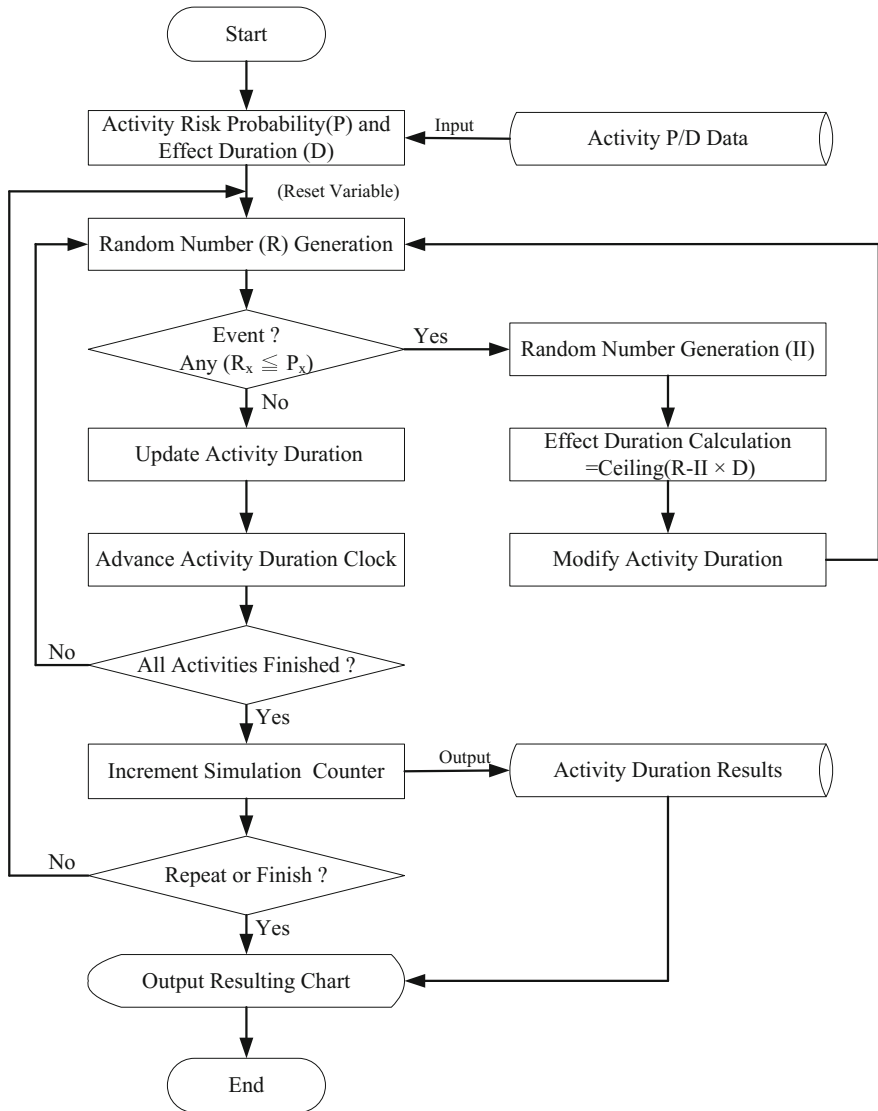 Start
Activity Risk Probability(P) and
Effect Duration (D)
Input
Activity P/D Data
(Reset Variable)
Random Number (R) Generation
Event ?
Any (Rₓ ≦ Pₓ)
Yes
Random Number Generation (II)
No
Effect Duration Calculation
=Ceiling(R-II × D)
Update Activity Duration
Modify Activity Duration
Advance Activity Duration Clock
No
All Activities Finished ?
Yes
Increment Simulation Counter
Output
Activity Duration Results
No
Repeat or Finish ?
Yes
Output Resulting Chart
End